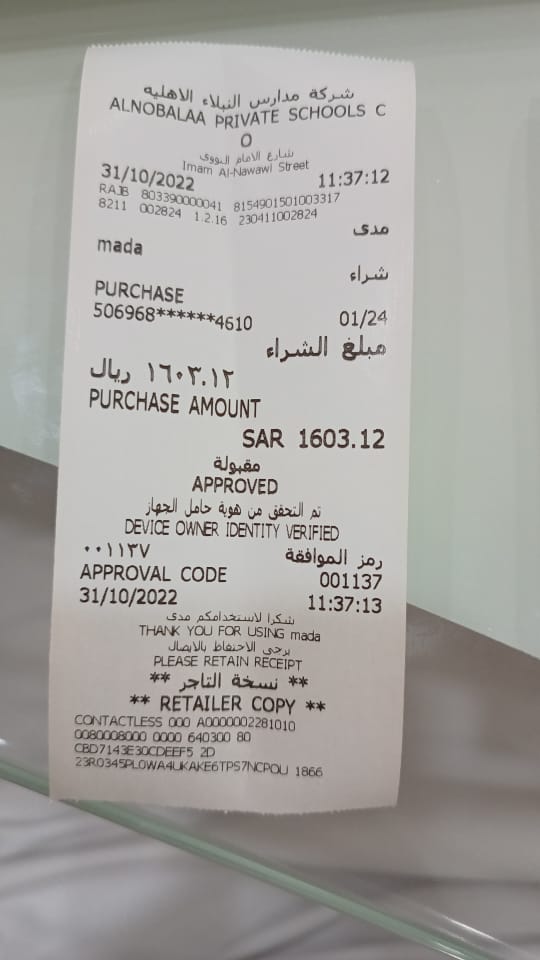 شركة مدارس النبلاء الاهليه
ALNOBALAA PRIVATE SCHOOLS C
O
شارع الامام النووي
Imam Al-Nawawi Street
31/10/2022 11:37:12
RAJB 803390000041 8154901501003317
8211 002824 1.2.16 230411002824
مدى
mada
شراء
PURCHASE
506968******4610 01/24
مبلغ الشراء
١٦٠٣.١٢ ريال
PURCHASE AMOUNT
SAR 1603.12
مقبولة
APPROVED
تم التحقق من هوية حامل الجهاز
DEVICE OWNER IDENTITY VERIFIED
رمز الموافقة ٠٠١١٣٧
APPROVAL CODE 001137
31/10/2022 11:37:13
شكرا لاستخدامكم مدى
THANK YOU FOR USING mada
يرجى الاحتفاظ بالايصال
PLEASE RETAIN RECEIPT
** نسخة التاجر **
** RETAILER COPY **
CONTACTLESS 000 A0000002281010
0080008000 0000 640300 80
CBD7143E30CDEEF5 2D
23R0345PL0WA4UKAKE6TPS7NCPOU 1866